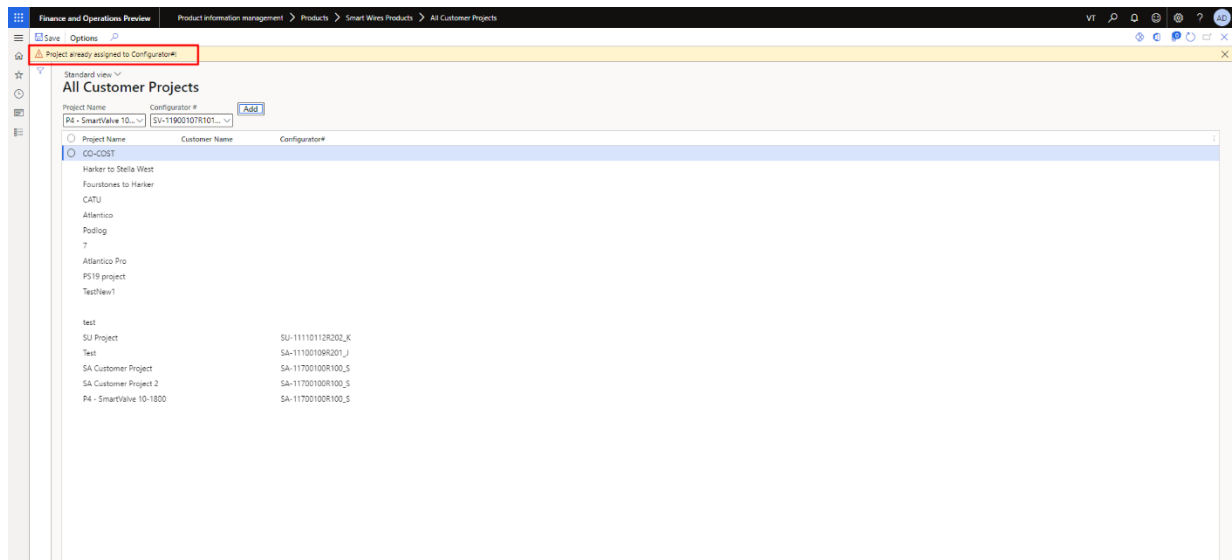 Finance and Operations Preview Product information management > Products > Smart Wires Products > All Customer Projects VT ? AD
Save Options
Project already assigned to Configurator#!
Standard view
All Customer Projects
Project Name Configurator # Add
P4 - SmartValve 10... SV-11900107R101...
Project Name Customer Name Configurator#
CO-COST
Harker to Stella West
Fourstones to Harker
CATU
Atlantico
Podlog
7
Atlantico Pro
PS19 project
TestNew1
test
SU Project SU-11110112R202_K
Test SA-11100109R201_J
SA Customer Project SA-11700100R100_S
SA Customer Project 2 SA-11700100R100_S
P4 - SmartValve 10-1800 SA-11700100R100_S